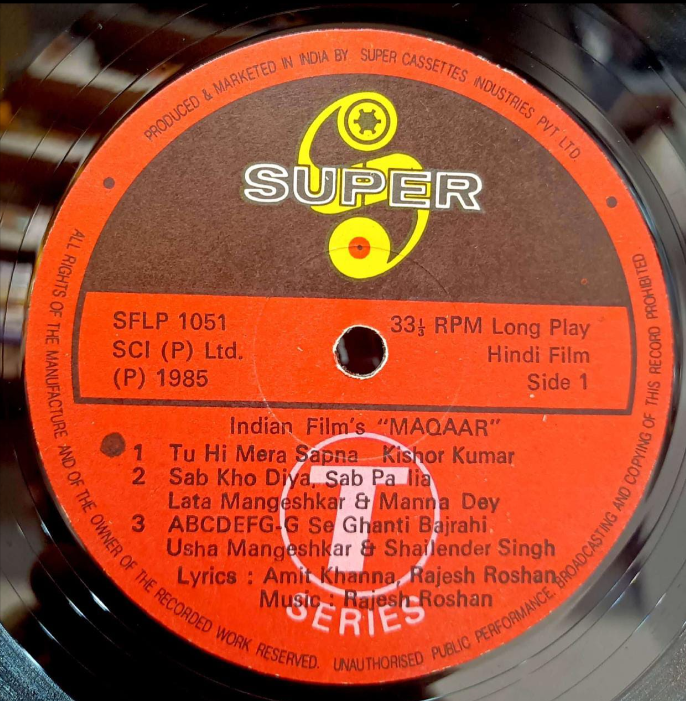 PRODUCED & MARKETED IN INDIA BY SUPER CASSETTES INDUSTRIES PVT LTD
SUPER
SFLP 1051
SCI (P) Ltd.
(P) 1985
33⅓ RPM Long Play
Hindi Film
Side 1
Indian Film's "MAQAAR"
1 Tu Hi Mera Sapna Kishor Kumar
2 Sab Kho Diya, Sab Pa lia
Lata Mangeshkar & Manna Dey
3 ABCDEFG-G Se Ghanti Bajrahi
Usha Mangeshkar & Shailender Singh
Lyrics : Amit Khanna, Rajesh Roshan
Music : Rajesh Roshan
T
SERIES
ALL RIGHTS OF THE MANUFACTURE AND OF THE OWNER OF THE RECORDED WORK RESERVED. UNAUTHORISED PUBLIC PERFORMANCE BROADCASTING AND COPYING OF THIS RECORD PROHIBITED